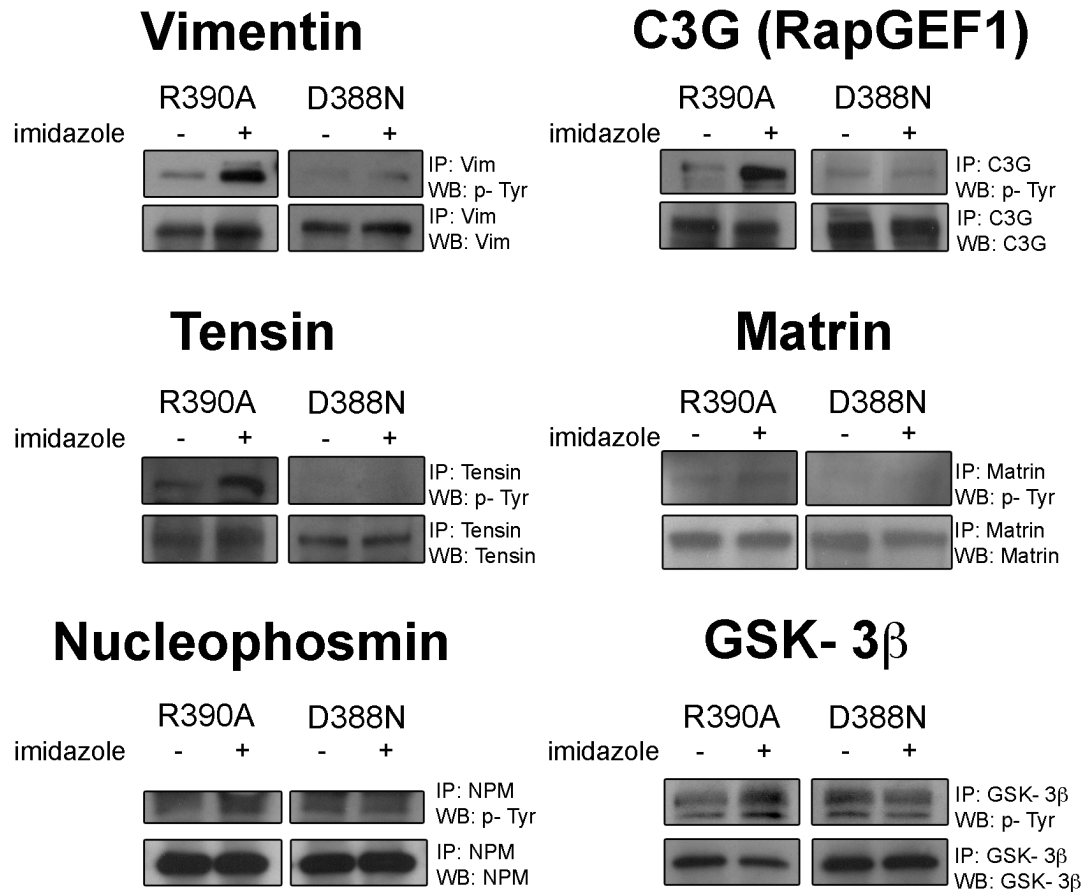 Vimentin
R390A D388N
imidazole - + - +
IP: Vim
WB: p- Tyr
IP: Vim
WB: Vim
C3G (RapGEF1)
R390A D388N
imidazole - + - +
IP: C3G
WB: p- Tyr
IP: C3G
WB: C3G
Tensin
R390A D388N
imidazole - + - +
IP: Tensin
WB: p- Tyr
IP: Tensin
WB: Tensin
Matrin
R390A D388N
imidazole - + - +
IP: Matrin
WB: p- Tyr
IP: Matrin
WB: Matrin
Nucleophosmin
R390A D388N
imidazole - + - +
IP: NPM
WB: p- Tyr
IP: NPM
WB: NPM
GSK- 3β
R390A D388N
imidazole - + - +
IP: GSK- 3β
WB: p- Tyr
IP: GSK- 3β
WB: GSK- 3β